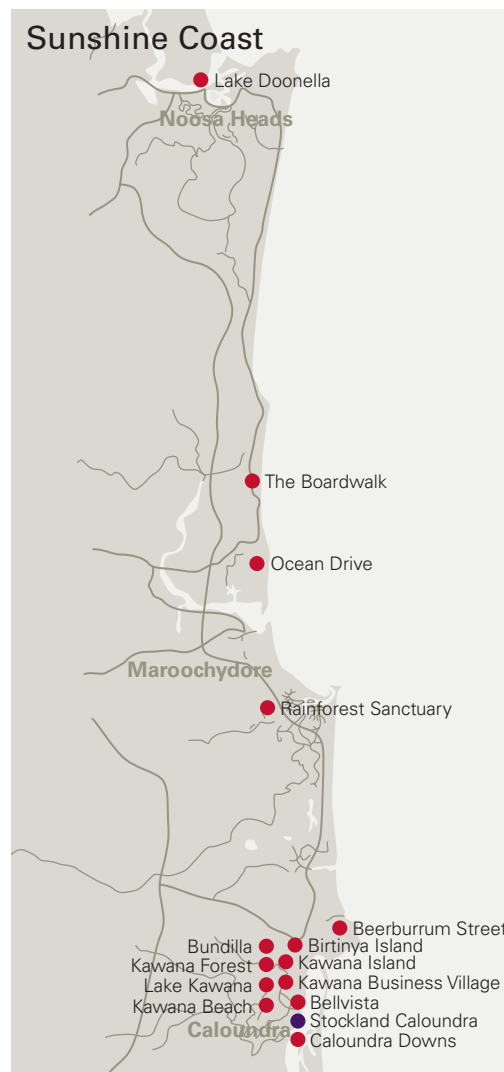 Sunshine Coast
Lake Doonella
Noosa Heads
The Boardwalk
Ocean Drive
Maroochydore
Rainforest Sanctuary
Beerburrum Street
Bundilla
Birtinya Island
Kawana Forest
Kawana Island
Lake Kawana
Kawana Business Village
Kawana Beach
Bellvista
Caloundra
Stockland Caloundra
Caloundra Downs